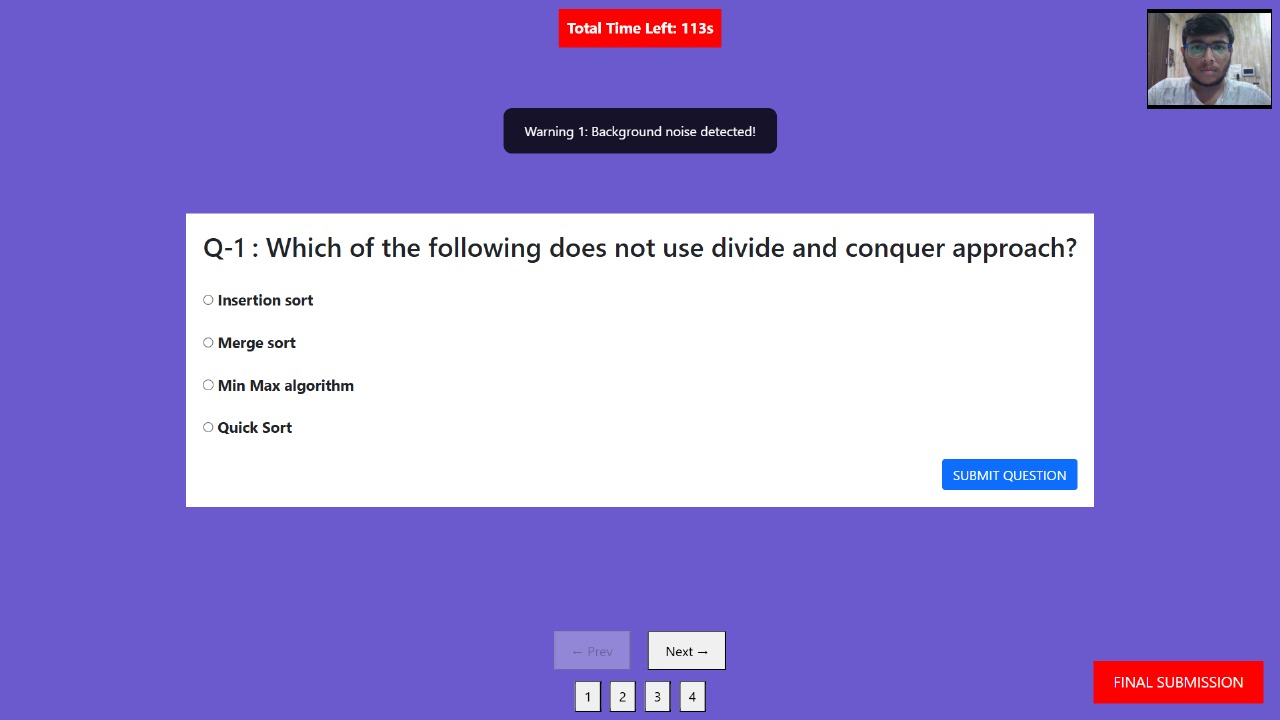 Total Time Left: 113s
Warning 1: Background noise detected!
Q-1 : Which of the following does not use divide and conquer approach?
Insertion sort
Merge sort
Min Max algorithm
Quick Sort
SUBMIT QUESTION
← Prev
Next →
1 2 3 4
FINAL SUBMISSION